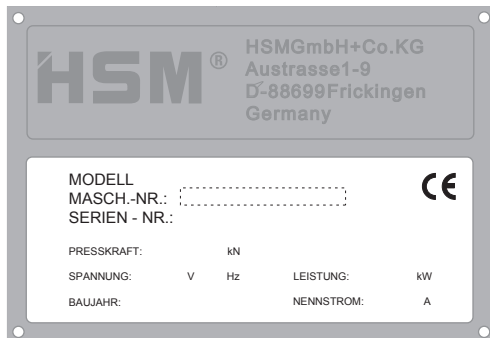 HSM®
HSMGmbH+Co.KG
Austrasse1-9
D-88699Frickingen
Germany
CE
MODELL
MASCH.-NR.:
SERIEN - NR.:
PRESSKRAFT: kN
SPANNUNG: V Hz LEISTUNG: kW
BAUJAHR: NENNSTROM: A